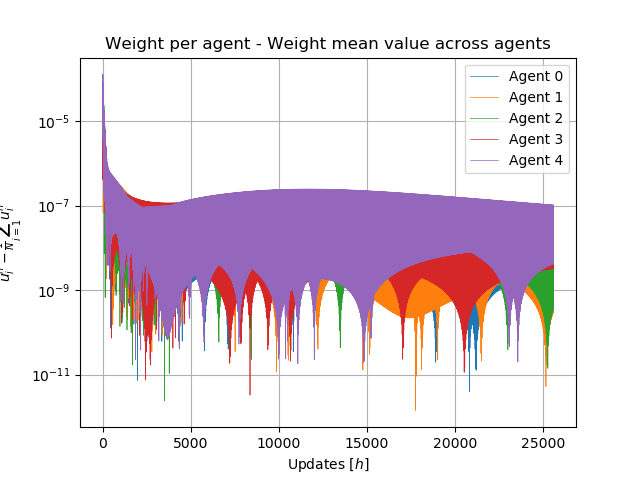 Weight per agent - Weight mean value across agents
Agent 0
Agent 1
Agent 2
Agent 3
Agent 4
10⁻⁵
10⁻⁷
10⁻⁹
10⁻¹¹
0 5000 10000 15000 20000 25000
Updates [h]